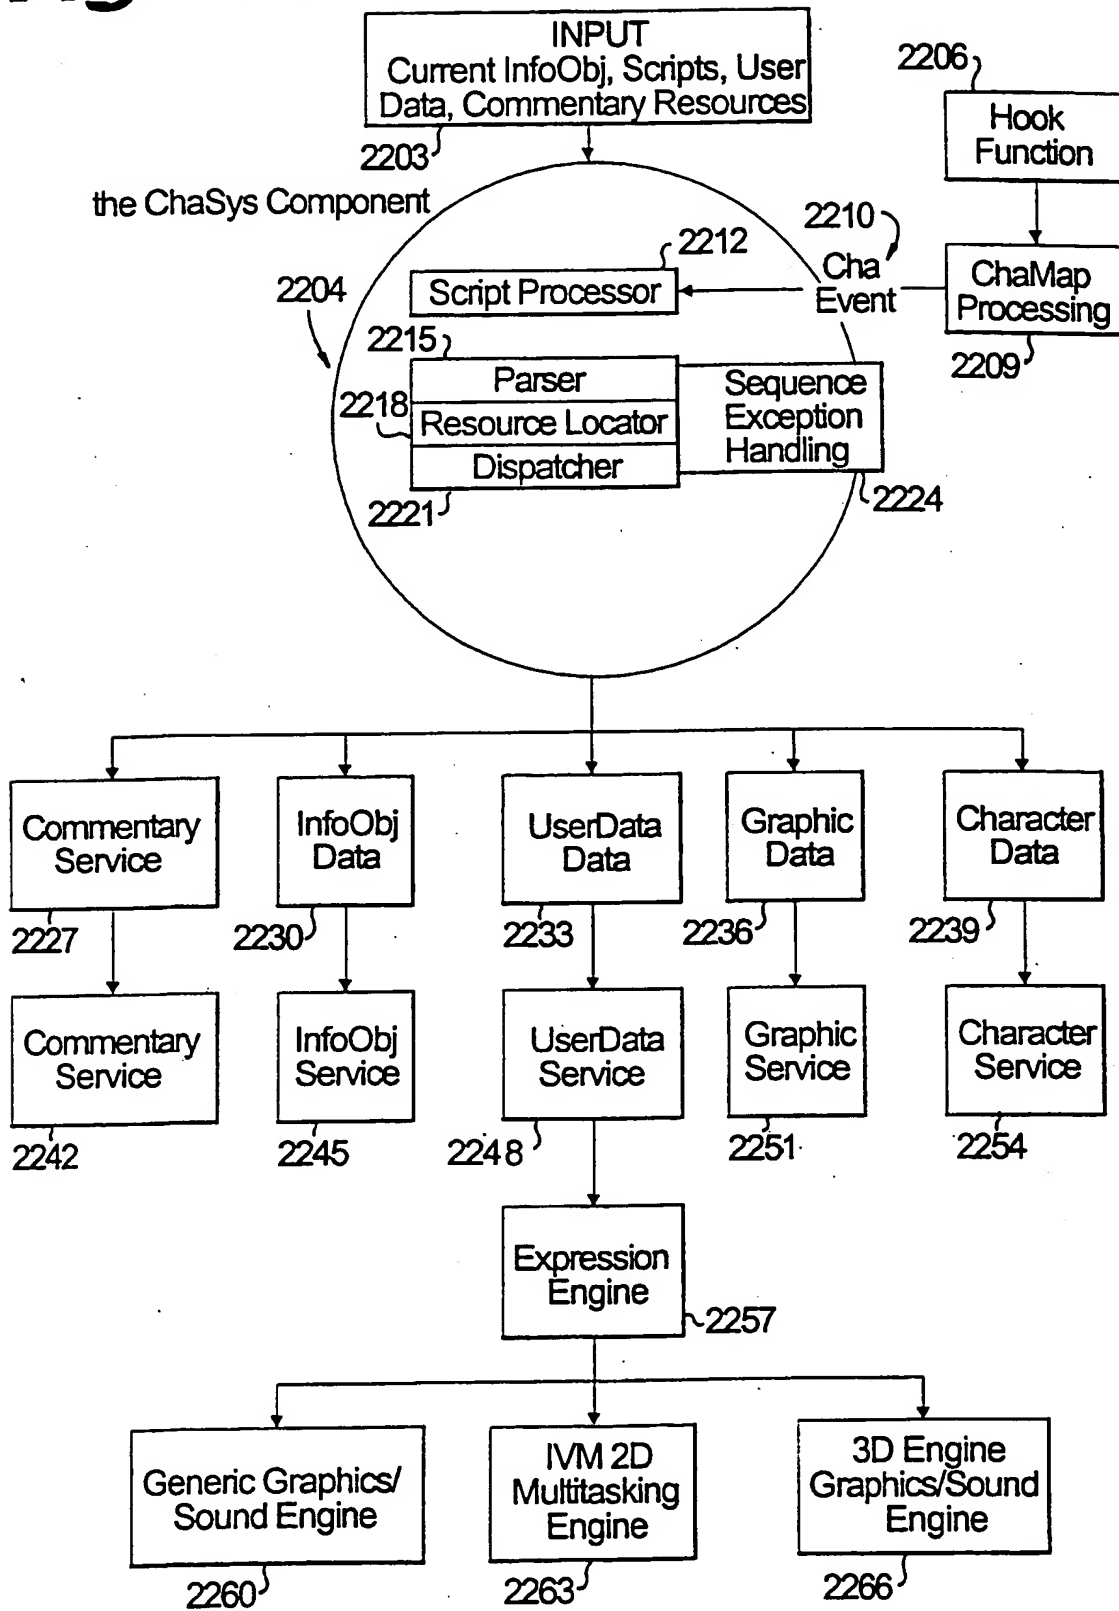 INPUT
Current InfoObj, Scripts, User
Data, Commentary Resources
2203
2206
Hook
Function
the ChaSys Component
2204
2212
Script Processor
2210
Cha
Event
ChaMap
Processing
2209
2215
Parser
2218
Resource Locator
Dispatcher
2221
Sequence
Exception
Handling
2224
Commentary
Service
2227
InfoObj
Data
2230
UserData
Data
2233
Graphic
Data
2236
Character
Data
2239
Commentary
Service
2242
InfoObj
Service
2245
UserData
Service
2248
Graphic
Service
2251
Character
Service
2254
Expression
Engine
2257
Generic Graphics/
Sound Engine
2260
IVM 2D
Multitasking
Engine
2263
3D Engine
Graphics/Sound
Engine
2266